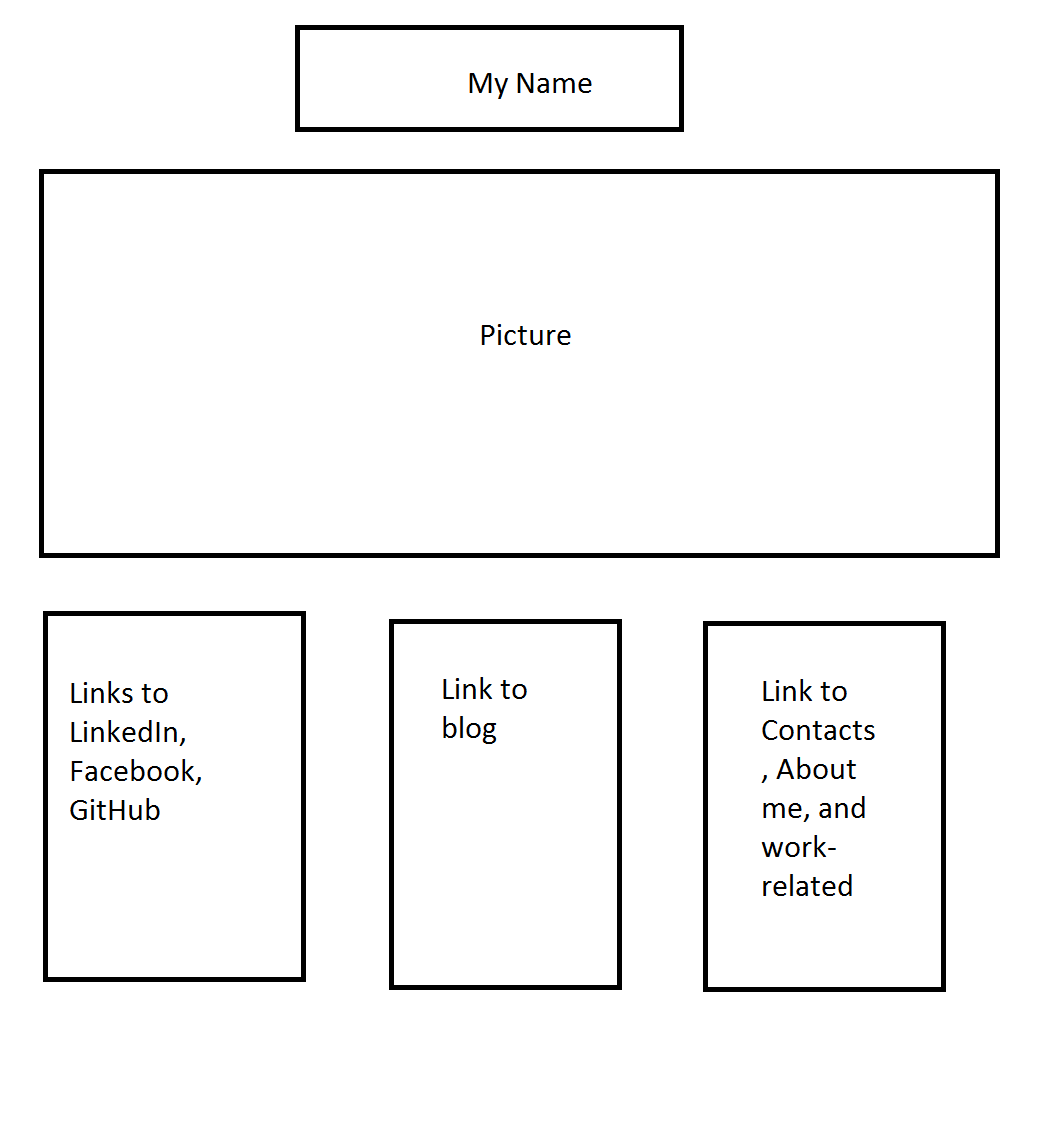 My Name
Picture
Links to
LinkedIn,
Facebook,
GitHub
Link to
blog
Link to
Contacts
, About
me, and
work-
related